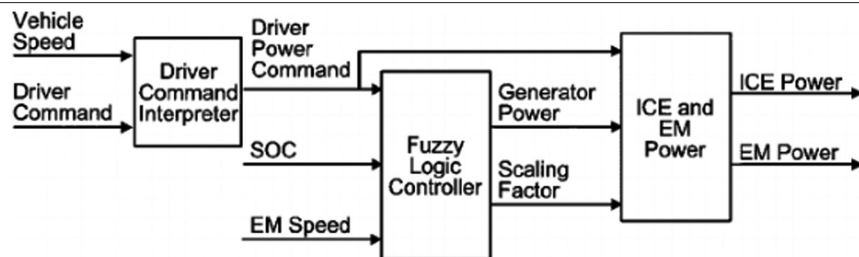 Vehicle
Speed
Driver
Command
Driver
Command
Interpreter
Driver
Power
Command
SOC
EM Speed
Fuzzy
Logic
Controller
Generator
Power
Scaling
Factor
ICE and
EM
Power
ICE Power
EM Power